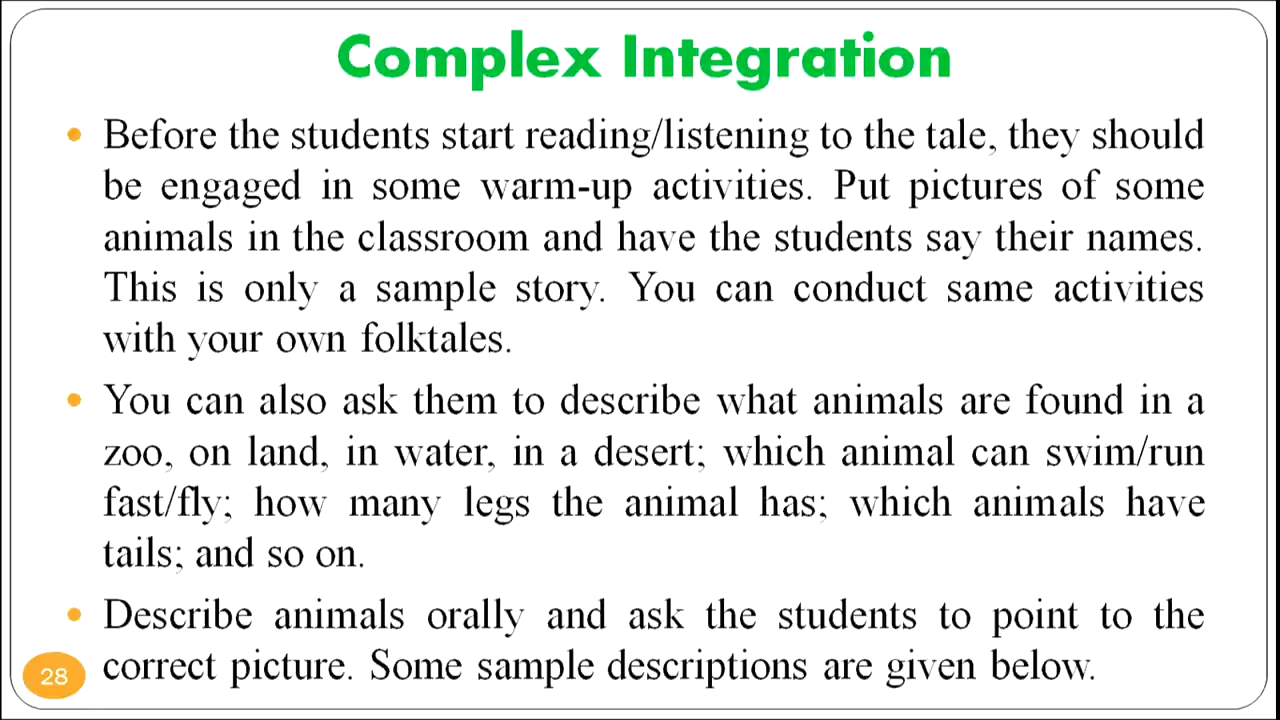 Complex Integration
Before the students start reading/listening to the tale, they should
be engaged in some warm-up activities. Put pictures of some
animals in the classroom and have the students say their names.
This is only a sample story. You can conduct same activities
with your own folktales.
You can also ask them to describe what animals are found in a
zoo, on land, in water, in a desert; which animal can swim/run
fast/fly; how many legs the animal has; which animals have
tails; and so on.
Describe animals orally and ask the students to point to the
correct picture. Some sample descriptions are given below.
28